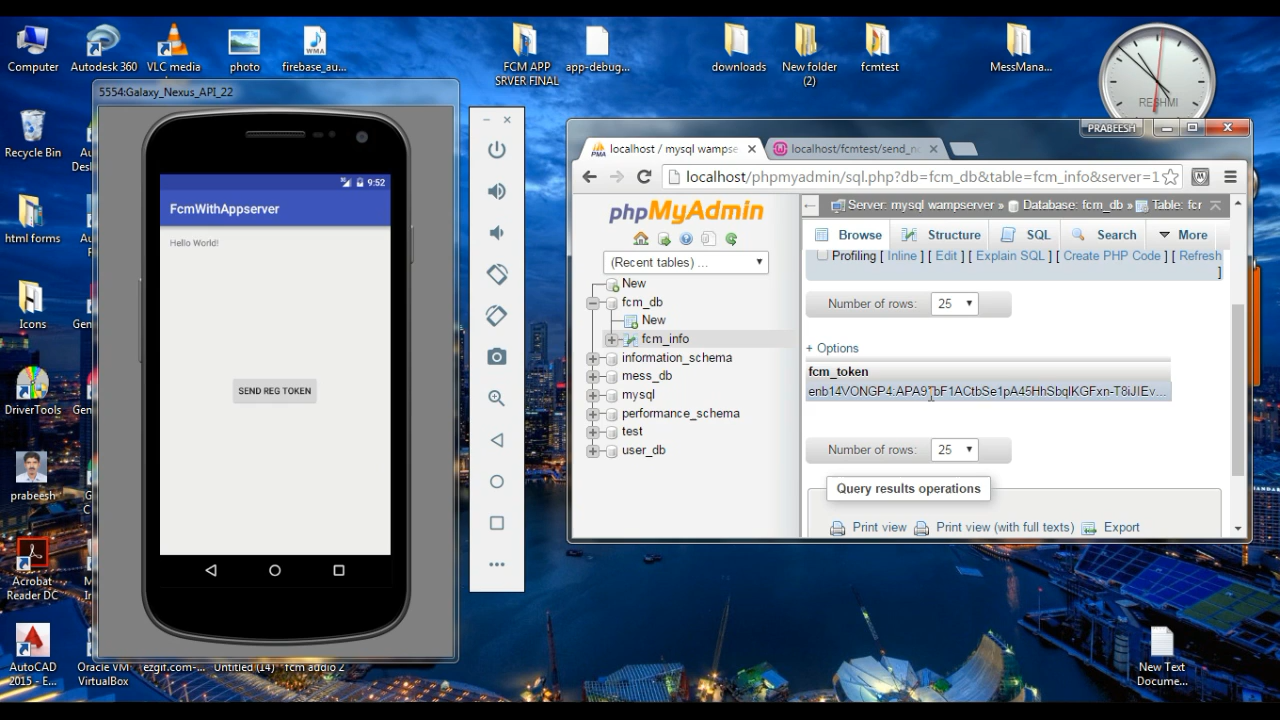 Computer
Autodesk 360
VLC media
photo
firebase_au...
FCM APP
SRVER FINAL
app-debug...
downloads
New folder
(2)
fcmtest
MessMana...
RESHMI
Recycle Bin
html forms
Icons
DriverTools
prabeesh
Acrobat
Reader DC
AutoCAD
2015 - E...
Oracle VM
VirtualBox
ezgif.com-...
Untitled (14)
fcm addio 2
New Text
Docume...
5554:Galaxy_Nexus_API_22
9:52
FcmWithAppserver
Hello World!
SEND REG TOKEN
PRABEESH
localhost / mysql wampse
localhost/fcmtest/send_n
localhost/phpmyadmin/sql.php?db=fcm_db&table=fcm_info&server=1
phpMyAdmin
(Recent tables) ...
New
fcm_db
New
fcm_info
information_schema
mess_db
mysql
performance_schema
test
user_db
Server: mysql wampserver » Database: fcm_db » Table: fcr
Browse Structure SQL Search More
Profiling [ Inline ] [ Edit ] [ Explain SQL ] [ Create PHP Code ] [ Refresh
]
Number of rows: 25
+ Options
fcm_token
Number of rows: 25
Query results operations
Print view Print view (with full texts) Export